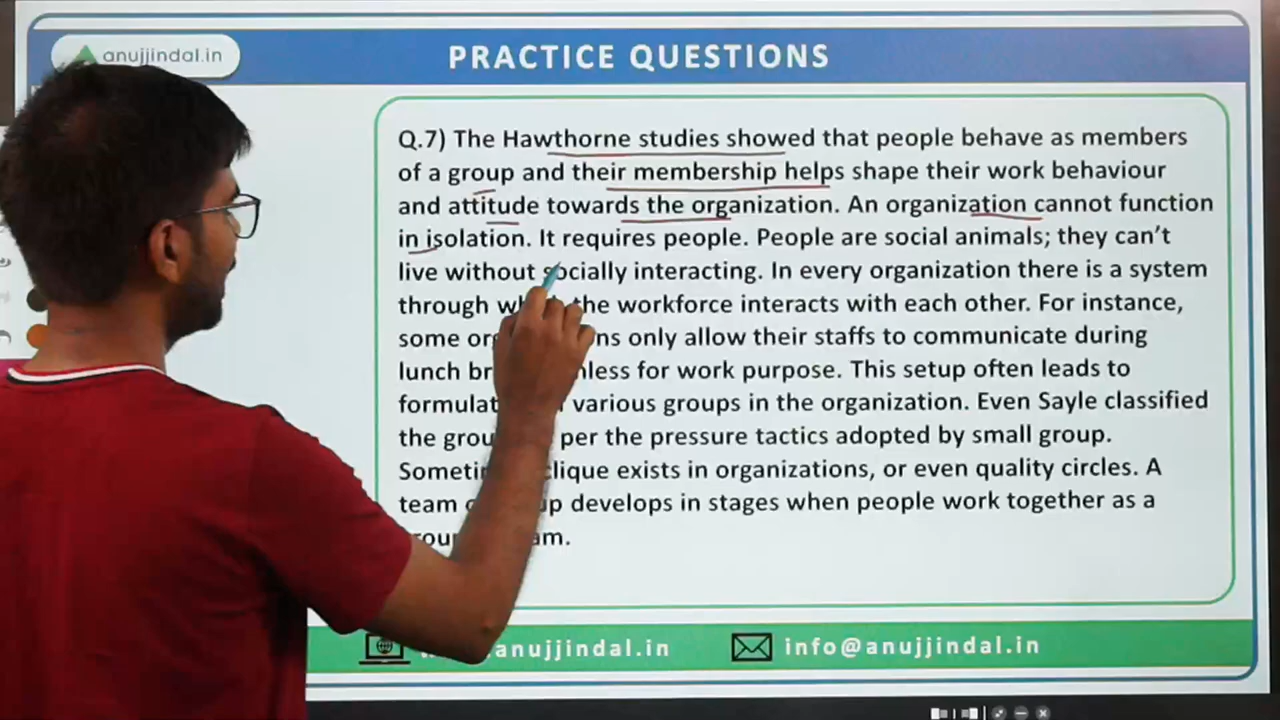 anujjindal.in
PRACTICE QUESTIONS
Q.7) The Hawthorne studies showed that people behave as members
of a group and their membership helps shape their work behaviour
and attitude towards the organization. An organization cannot function
in isolation. It requires people. People are social animals; they can't
live without socially interacting. In every organization there is a system
through the workforce interacts with each other. For instance,
some only allow their staffs to communicate during
lunch for work purpose. This setup often leads to
various groups in the organization. Even Sayle classified
the per the pressure tactics adopted by small group.
clique exists in organizations, or even quality circles. A
team develops in stages when people work together as a
anujjindal.in
info@anujjindal.in